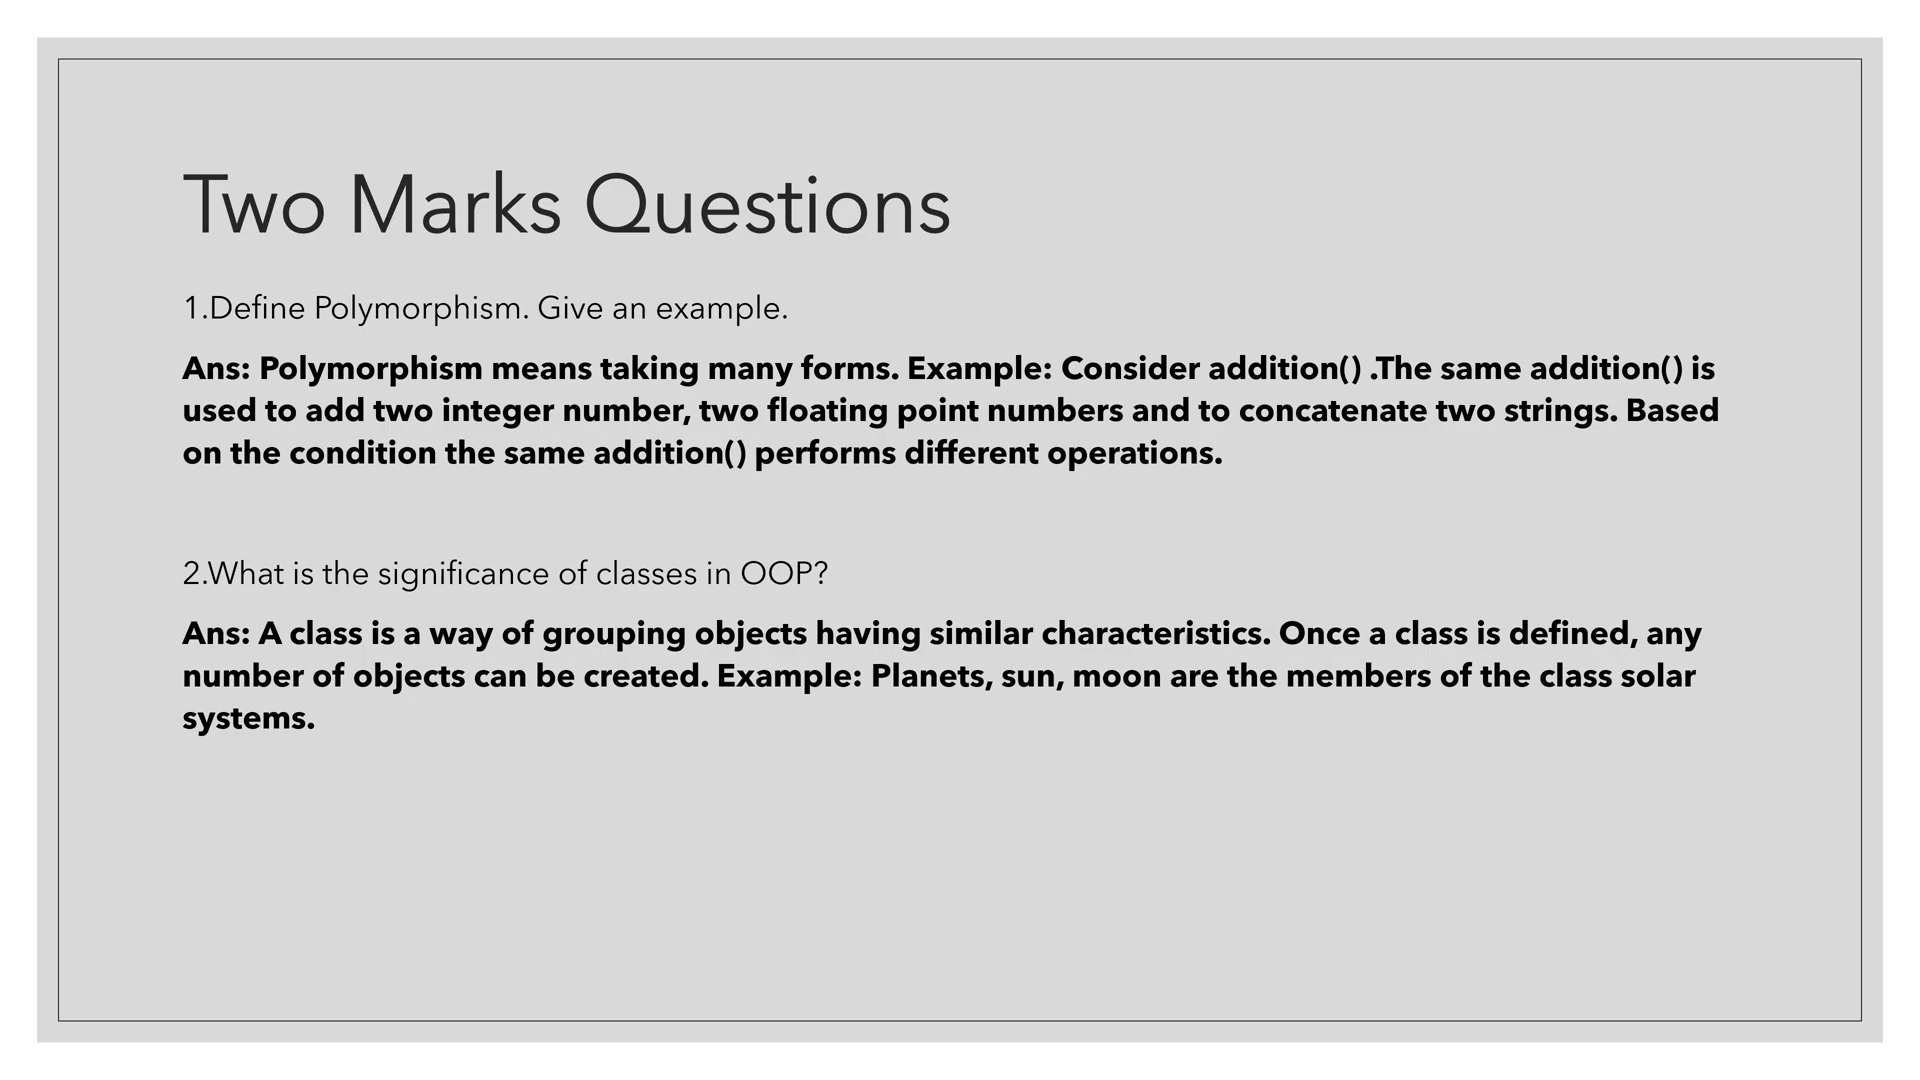 Two Marks Questions
1.Define Polymorphism. Give an example.
Ans: Polymorphism means taking many forms. Example: Consider addition() .The same addition() is
used to add two integer number, two floating point numbers and to concatenate two strings. Based
on the condition the same addition() performs different operations.
2.What is the significance of classes in OOP?
Ans: A class is a way of grouping objects having similar characteristics. Once a class is defined, any
number of objects can be created. Example: Planets, sun, moon are the members of the class solar
systems.